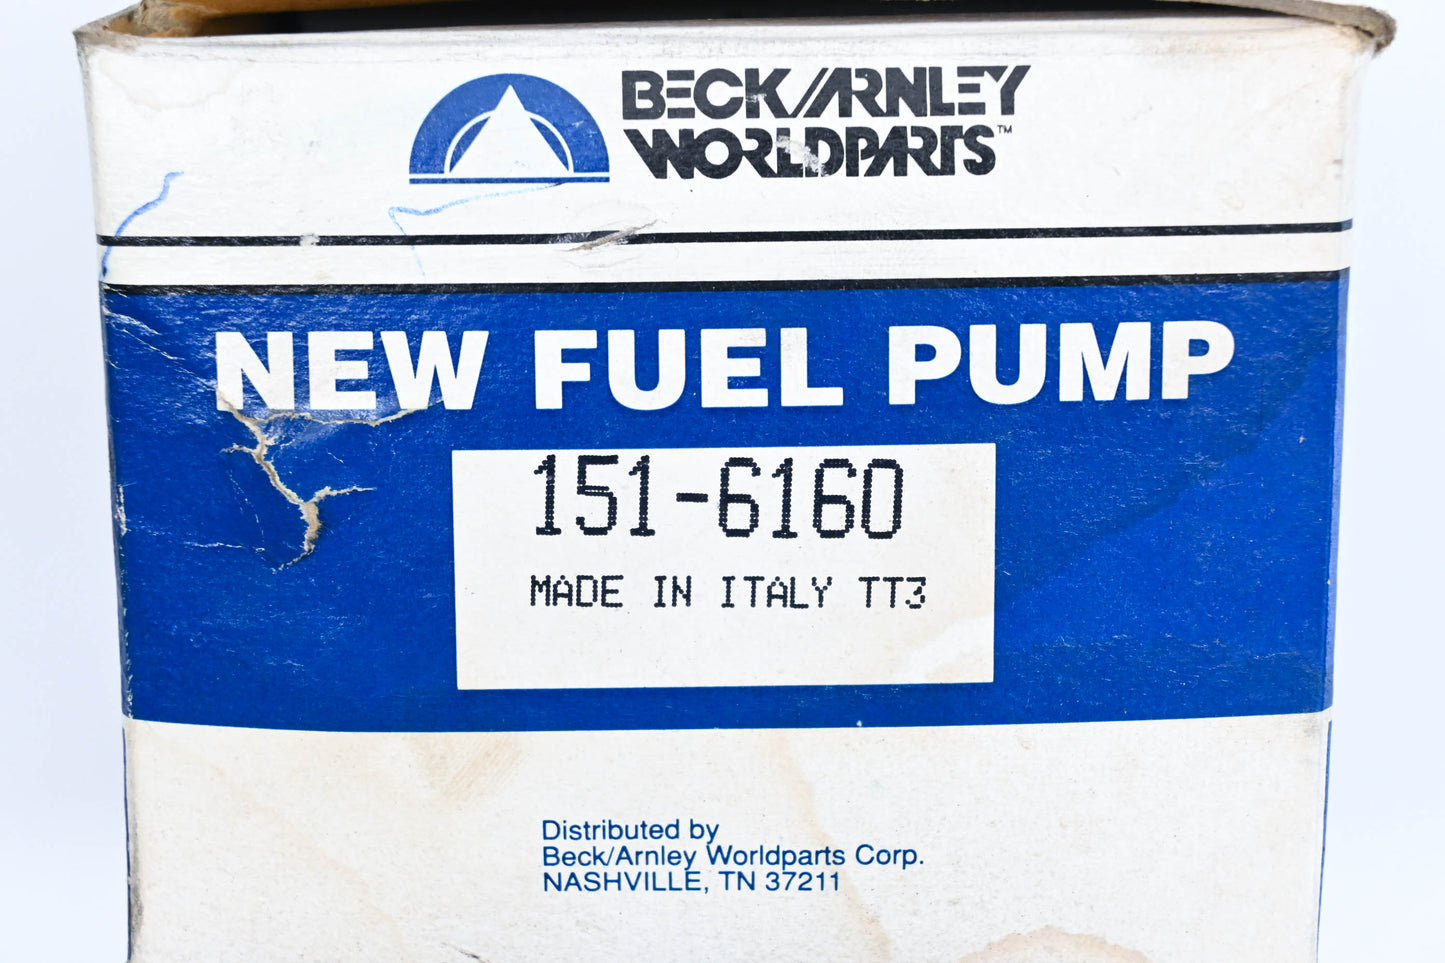 BECK/ARNLEY
WORLDPARTS™
NEW FUEL PUMP
151-6160
MADE IN ITALY TT3
Distributed by
Beck/Arnley Worldparts Corp.
NASHVILLE, TN 37211